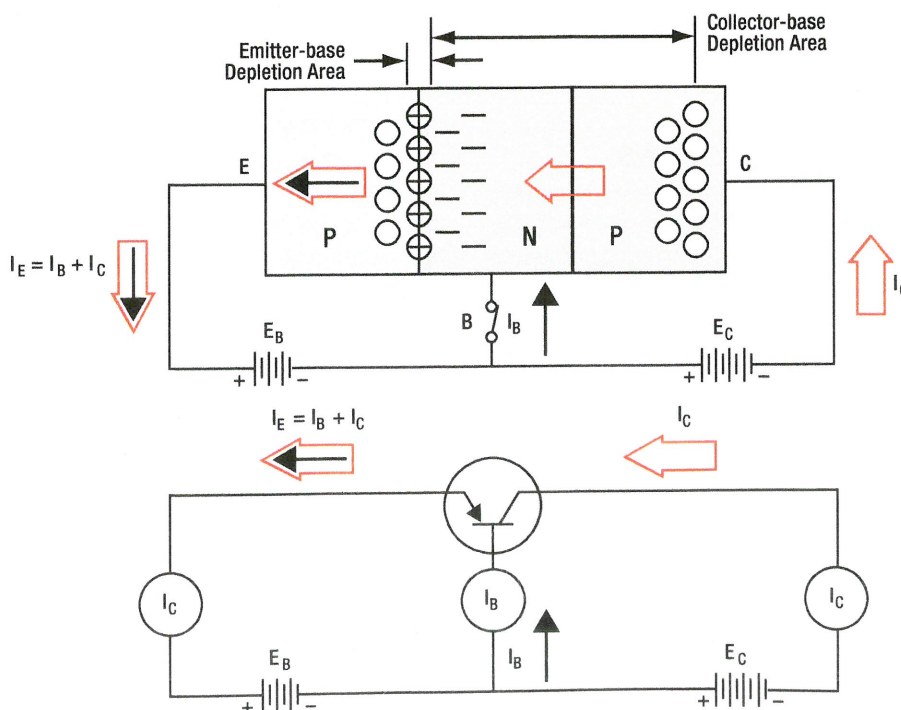 Collector-base
Depletion Area
Emitter-base
Depletion Area
E
C
P
N
P
I_E = I_B + I_C
B
I_B
E_B
E_C
+
-
+
-
I_E = I_B + I_C
I_C
I_C
I_B
I_C
I_B
E_B
E_C
+
-
+
-